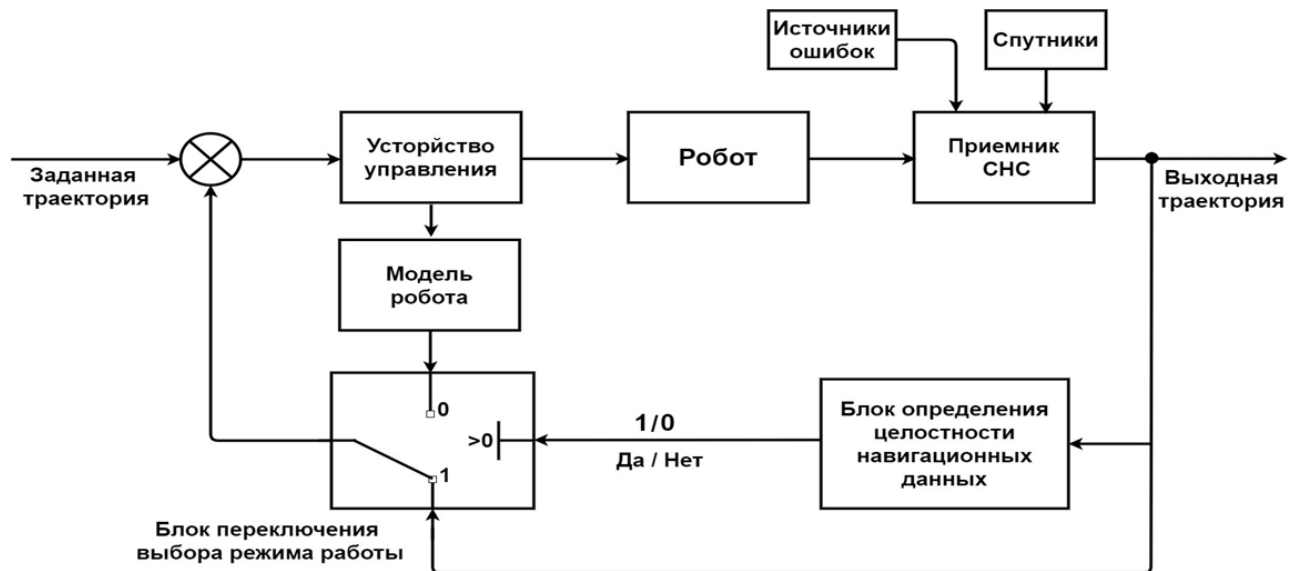 Источники
ошибок
Спутники
Усторйство
управления
Робот
Приемник
СНС
Заданная
траектория
Выходная
траектория
Модель
робота
0
>0
1
1/0
Да / Нет
Блок определения
целостности
навигационных
данных
Блок переключения
выбора режима работы